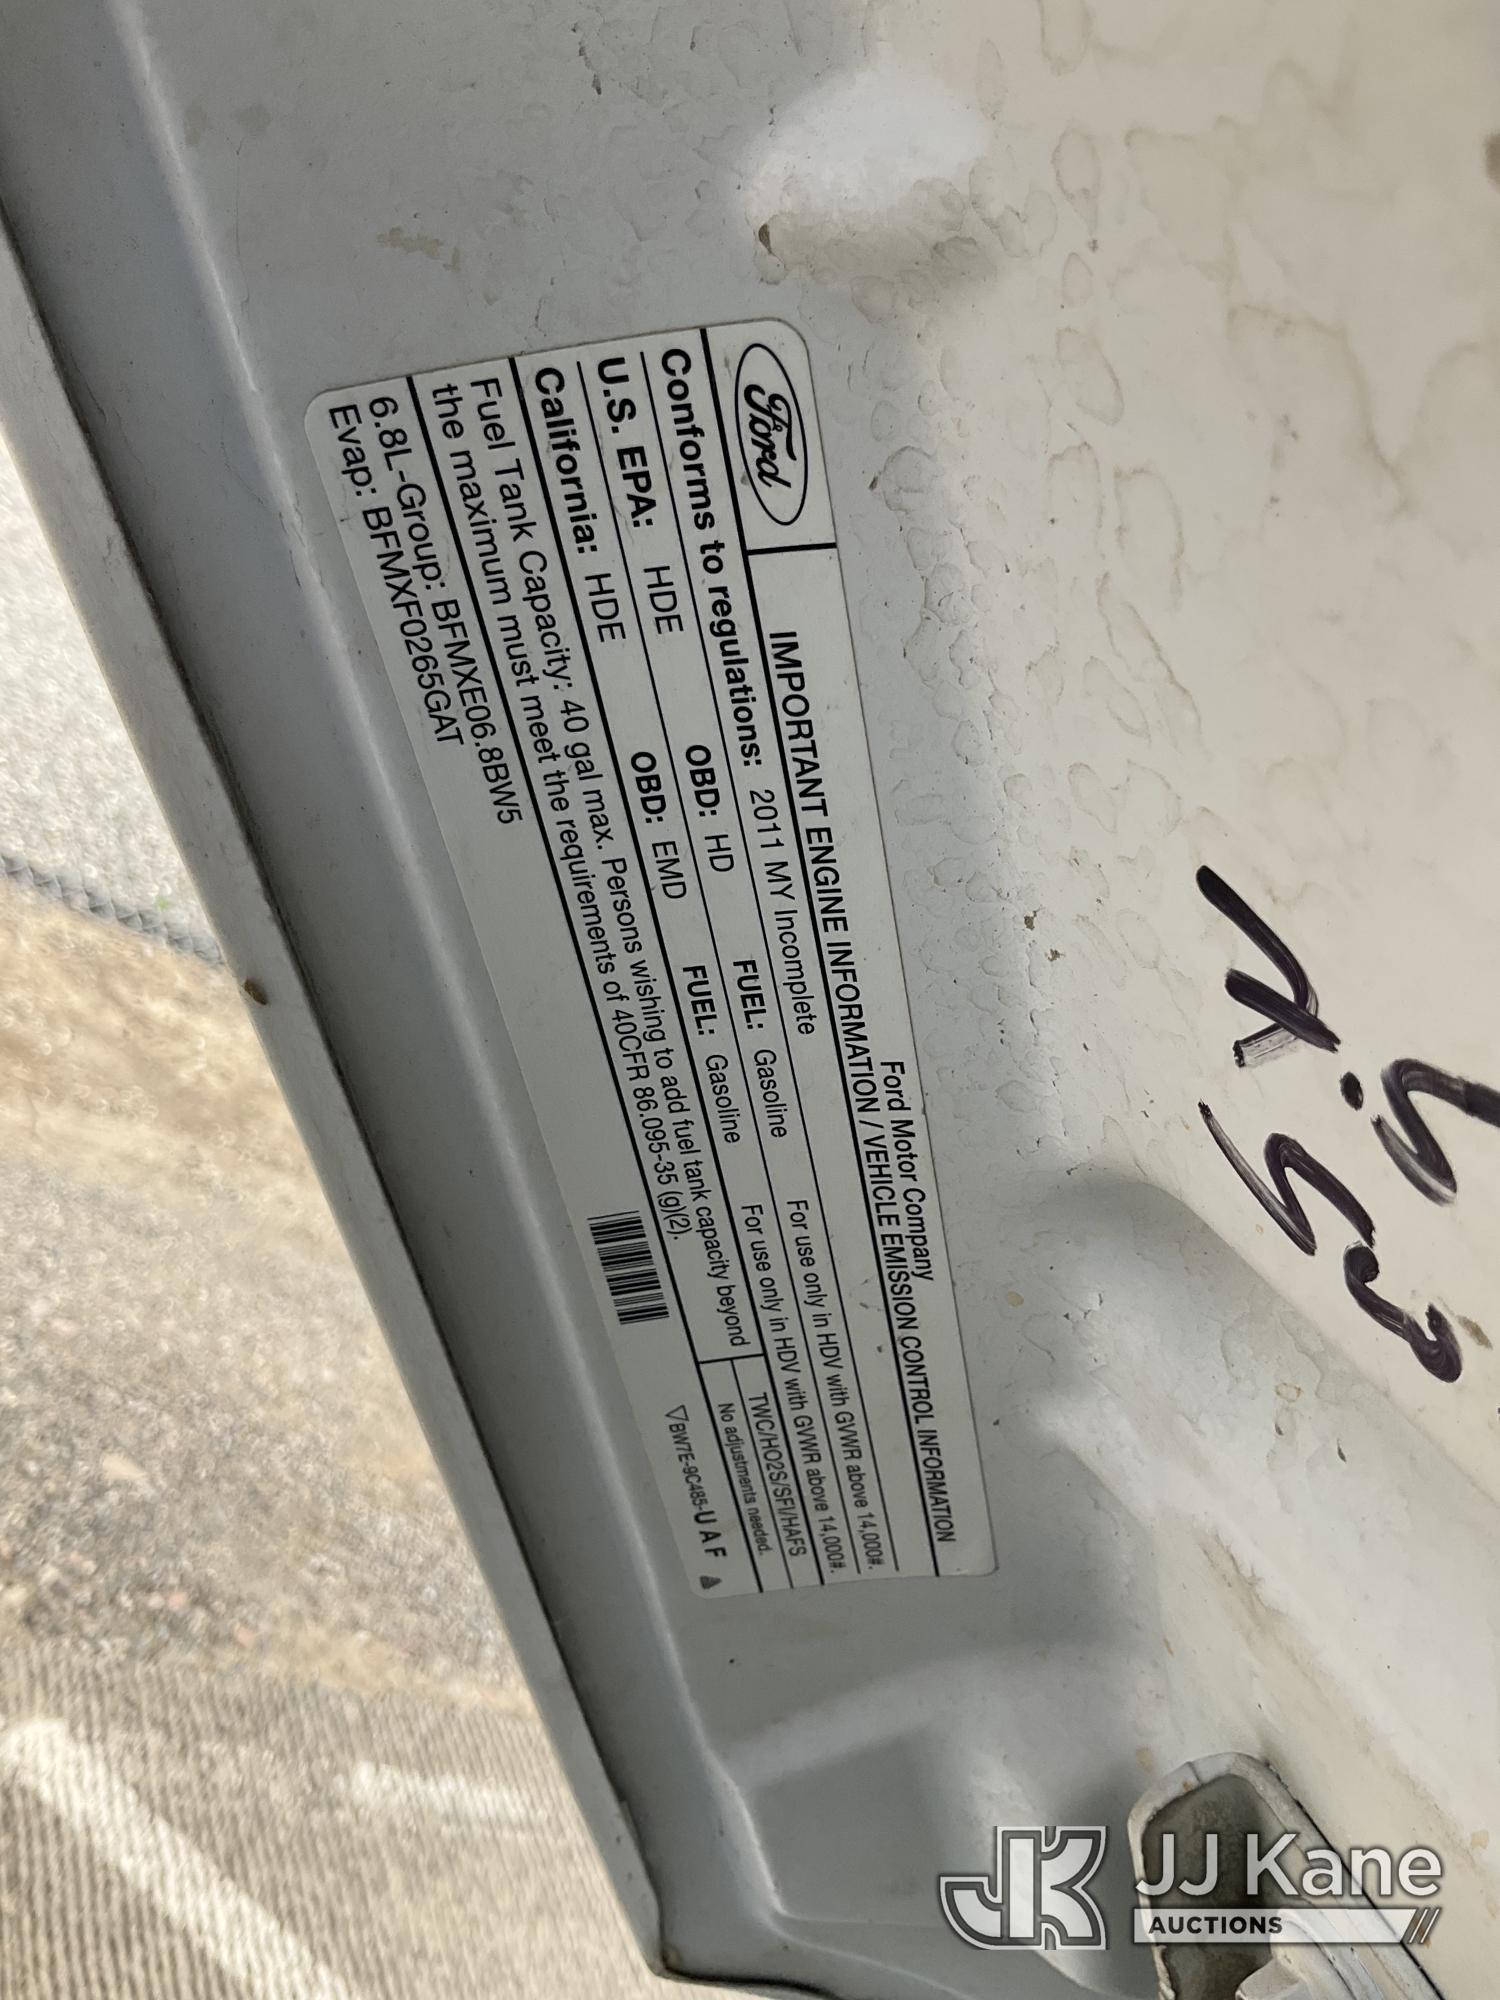 Ford
Ford Motor Company
IMPORTANT ENGINE INFORMATION / VEHICLE EMISSION CONTROL INFORMATION
Conforms to regulations: 2011 MY Incomplete
U.S. EPA: HDE OBD: HD FUEL: Gasoline For use only in HDV with GVWR above 14,000#.
California: HDE OBD: EMD FUEL: Gasoline For use only in HDV with GVWR above 14,000#.
Fuel Tank Capacity: 40 gal max. Persons wishing to add fuel tank capacity beyond
the maximum must meet the requirements of 40CFR 86.095-35 (g)(2).
TWC/HO2S/SFI/HAFS
No adjustments needed.
6.8L-Group: BFMXE06.8BW5
Evap: BFMXF0265GAT
BW7E-9C485-U A F
JJ Kane
AUCTIONS